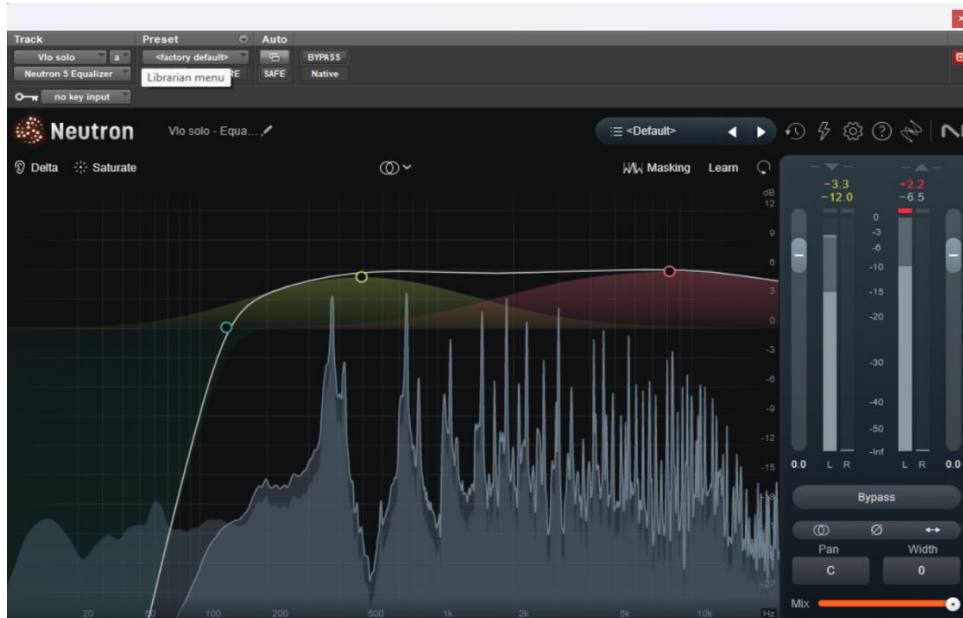 Track Preset Auto
Vlo solo a <factory default> BYPASS
Neutron 5 Equalizer RE SAFE Native
Librarian menu
no key input
Neutron Vlo solo - Equa... <Default>
Delta Saturate Masking Learn
dB
12
9
6
3
0
-3
-6
-9
-12
-15
-27
20 50 100 200 500 1k 2k 5k 10k Hz
-3.3 +2.2
-12.0 -6.5
0
-3
-6
-10
-15
-20
-30
-40
-50
-Inf
0.0 L R L R 0.0
Bypass
Pan Width
C 0
Mix